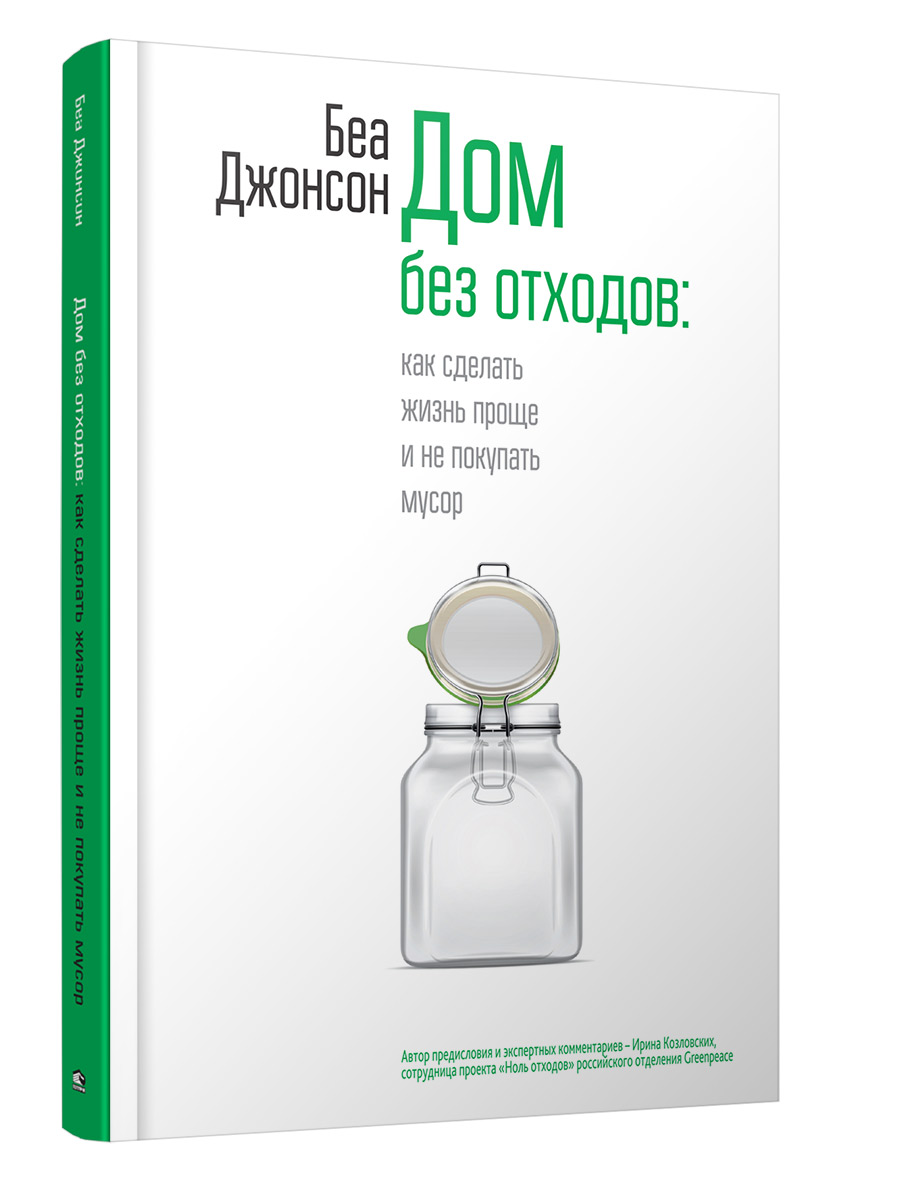 Беа
Джонсон
Дом
без отходов:
как сделать
жизнь проще
и не покупать
мусор
Автор предисловия и экспертных комментариев – Ирина Козловских,
сотрудница проекта «Ноль отходов» российского отделения Greenpeace
Беа Джонсон
Дом без отходов: как сделать жизнь проще и не покупать мусор